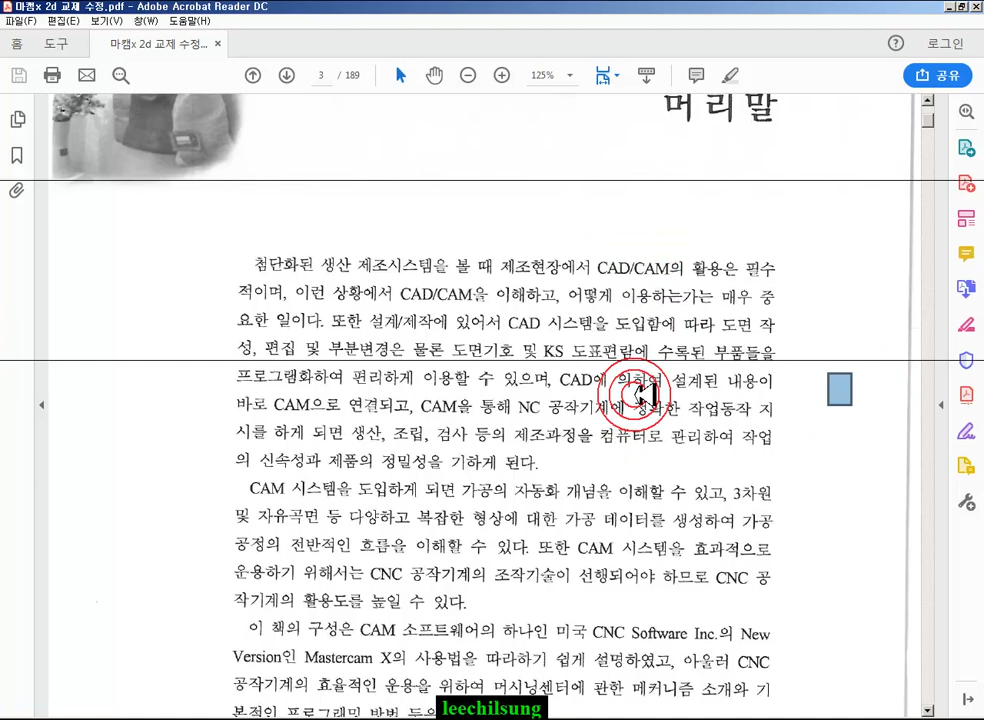 마캠x 2d 교제 수정.pdf - Adobe Acrobat Reader DC
파일(F) 편집(E) 보기(V) 창(W) 도움말(H)
홈 도구 마캠x 2d 교제 수정... × 로그인
3 / 189 125% 공유
머리말
첨단화된 생산 제조시스템을 볼 때 제조현장에서 CAD/CAM의 활용은 필수
적이며, 이런 상황에서 CAD/CAM을 이해하고, 어떻게 이용하는가는 매우 중
요한 일이다. 또한 설계/제작에 있어서 CAD 시스템을 도입함에 따라 도면 작
성, 편집 및 부분변경은 물론 도면기호 및 KS 도표편람에 수록된 부품들을
프로그램화하여 편리하게 이용할 수 있으며, CAD에 의하여 설계된 내용이
바로 CAM으로 연결되고, CAM을 통해 NC 공작기계에 정확한 작업동작 지
시를 하게 되면 생산, 조립, 검사 등의 제조과정을 컴퓨터로 관리하여 작업
의 신속성과 제품의 정밀성을 기하게 된다.
CAM 시스템을 도입하게 되면 가공의 자동화 개념을 이해할 수 있고, 3차원
및 자유곡면 등 다양하고 복잡한 형상에 대한 가공 데이터를 생성하여 가공
공정의 전반적인 흐름을 이해할 수 있다. 또한 CAM 시스템을 효과적으로
운용하기 위해서는 CNC 공작기계의 조작기술이 선행되어야 하므로 CNC 공
작기계의 활용도를 높일 수 있다.
이 책의 구성은 CAM 소프트웨어의 하나인 미국 CNC Software Inc.의 New
Version인 Mastercam X의 사용법을 따라하기 쉽게 설명하였고, 아울러 CNC
공작기계의 효율적인 운용을 위하여 머시닝센터에 관한 메커니즘 소개와 기
본적인 프로그래밍 방법 등의
leechilsung